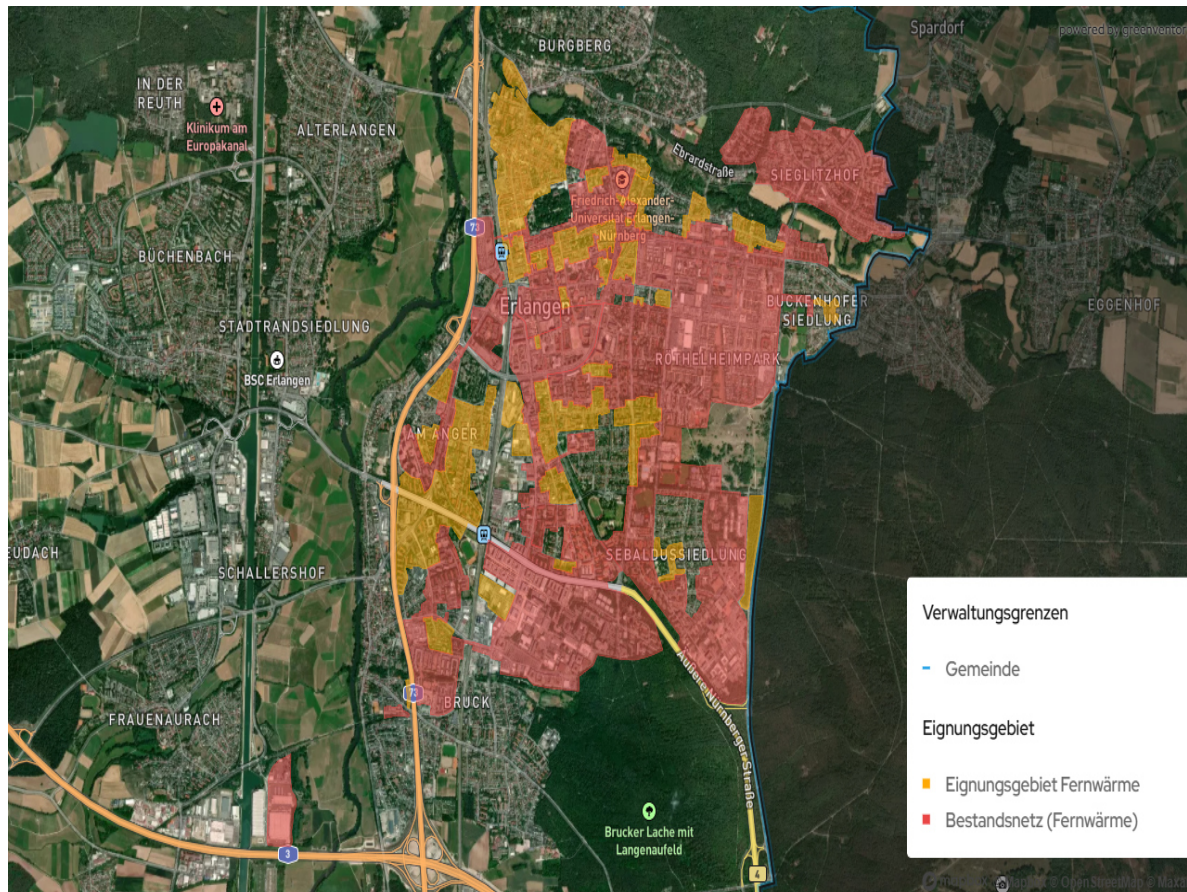 Spardorf
powered by greenventory
BURGBERG
IN DER
REUTH
Klinikum am
Europakanal
ALTERLANGEN
Ebrardstraße
SIEGLITZHOF
Friedrich-Alexander-
Universität Erlangen-
Nürnberg
73
BÜCHENBACH
Erlangen
BUCKENHOFER
SIEDLUNG
EGGENHOF
STADTRANDSIEDLUNG
BSC Erlangen
RÖTHELHEIMPARK
AM ANGER
EUDACH
SCHALLERSHOF
SEBALDUSSIEDLUNG
Äußere Nürnberger Straße
73
BRUCK
FRAUENAURACH
3
Brucker Lache mit
Langenaufeld
4
Verwaltungsgrenzen
Gemeinde
Eignungsgebiet
Eignungsgebiet Fernwärme
Bestandsnetz (Fernwärme)
© OpenStreetMap